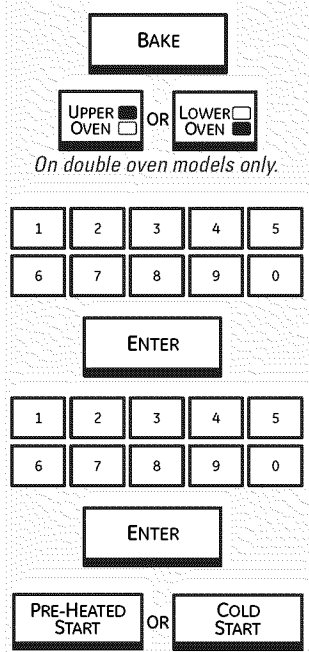 BAKE
UPPER OVEN OR LOWER OVEN
On double oven models only.
1 2 3 4 5
6 7 8 9 0
ENTER
1 2 3 4 5
6 7 8 9 0
ENTER
PRE-HEATED START OR COLD START